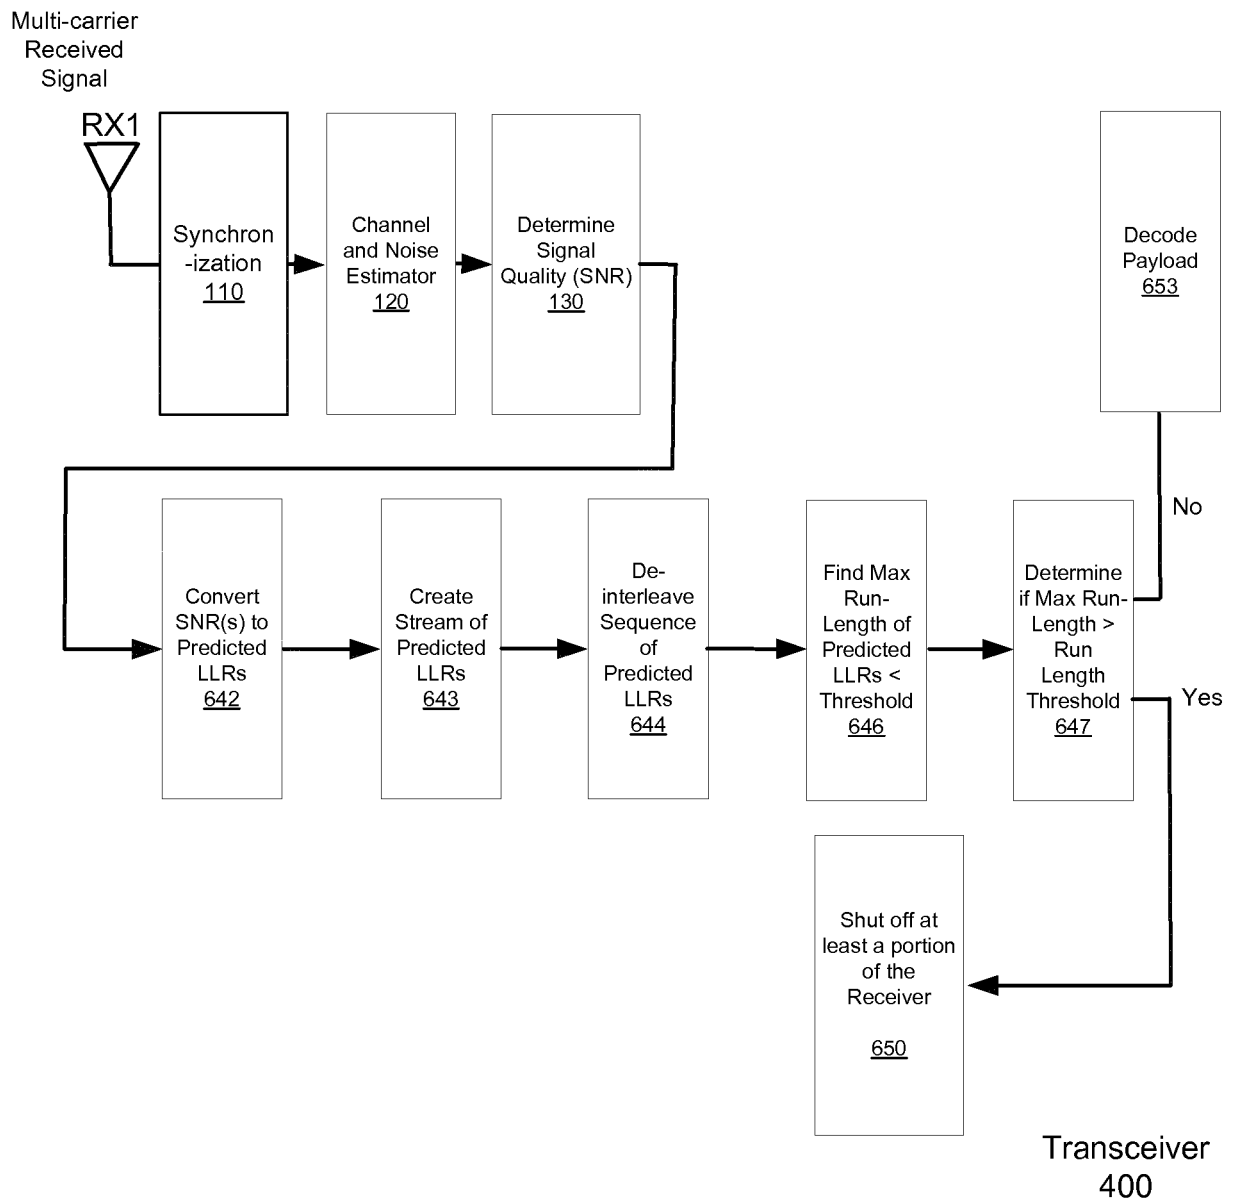 Multi-carrier
Received
Signal
RX1
Synchron
-ization
110
Channel
and Noise
Estimator
120
Determine
Signal
Quality (SNR)
130
Decode
Payload
653
No
Convert
SNR(s) to
Predicted
LLRs
642
Create
Stream of
Predicted
LLRs
643
De-
interleave
Sequence
of
Predicted
LLRs
644
Find Max
Run-
Length of
Predicted
LLRs <
Threshold
646
Determine
if Max Run-
Length >
Run
Length
Threshold
647
Yes
Shut off at
least a portion
of the
Receiver
650
Transceiver
400